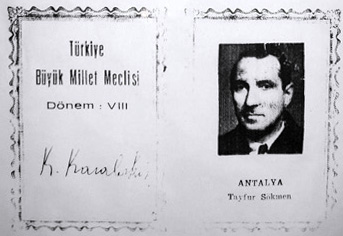 Türkiye
Büyük Millet Meclisi
Dönem : VIII
ANTALYA
Tayfur Sökmen